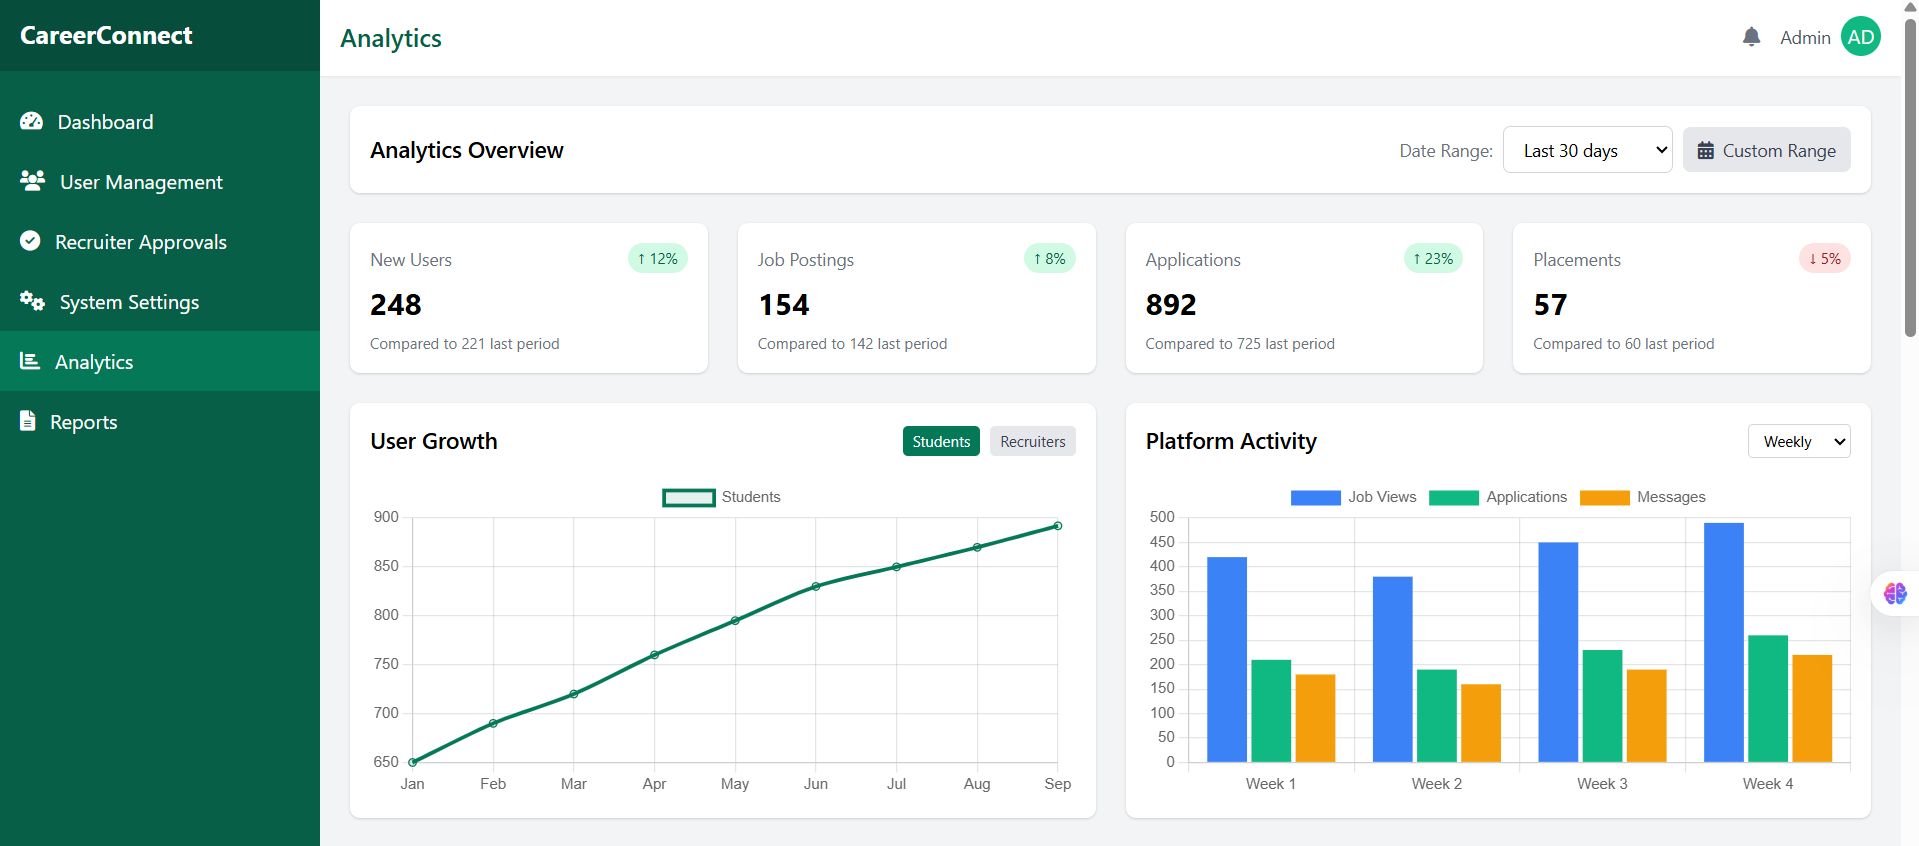 CareerConnect
Dashboard
User Management
Recruiter Approvals
System Settings
Analytics
Reports
Analytics
Admin AD
Analytics Overview
Date Range: Last 30 days Custom Range
New Users ↑ 12%
248
Compared to 221 last period
Job Postings ↑ 8%
154
Compared to 142 last period
Applications ↑ 23%
892
Compared to 725 last period
Placements ↓ 5%
57
Compared to 60 last period
User Growth Students Recruiters
Students
900
850
800
750
700
650
Jan Feb Mar Apr May Jun Jul Aug Sep
Platform Activity Weekly
Job Views Applications Messages
500
450
400
350
300
250
200
150
100
50
0
Week 1 Week 2 Week 3 Week 4